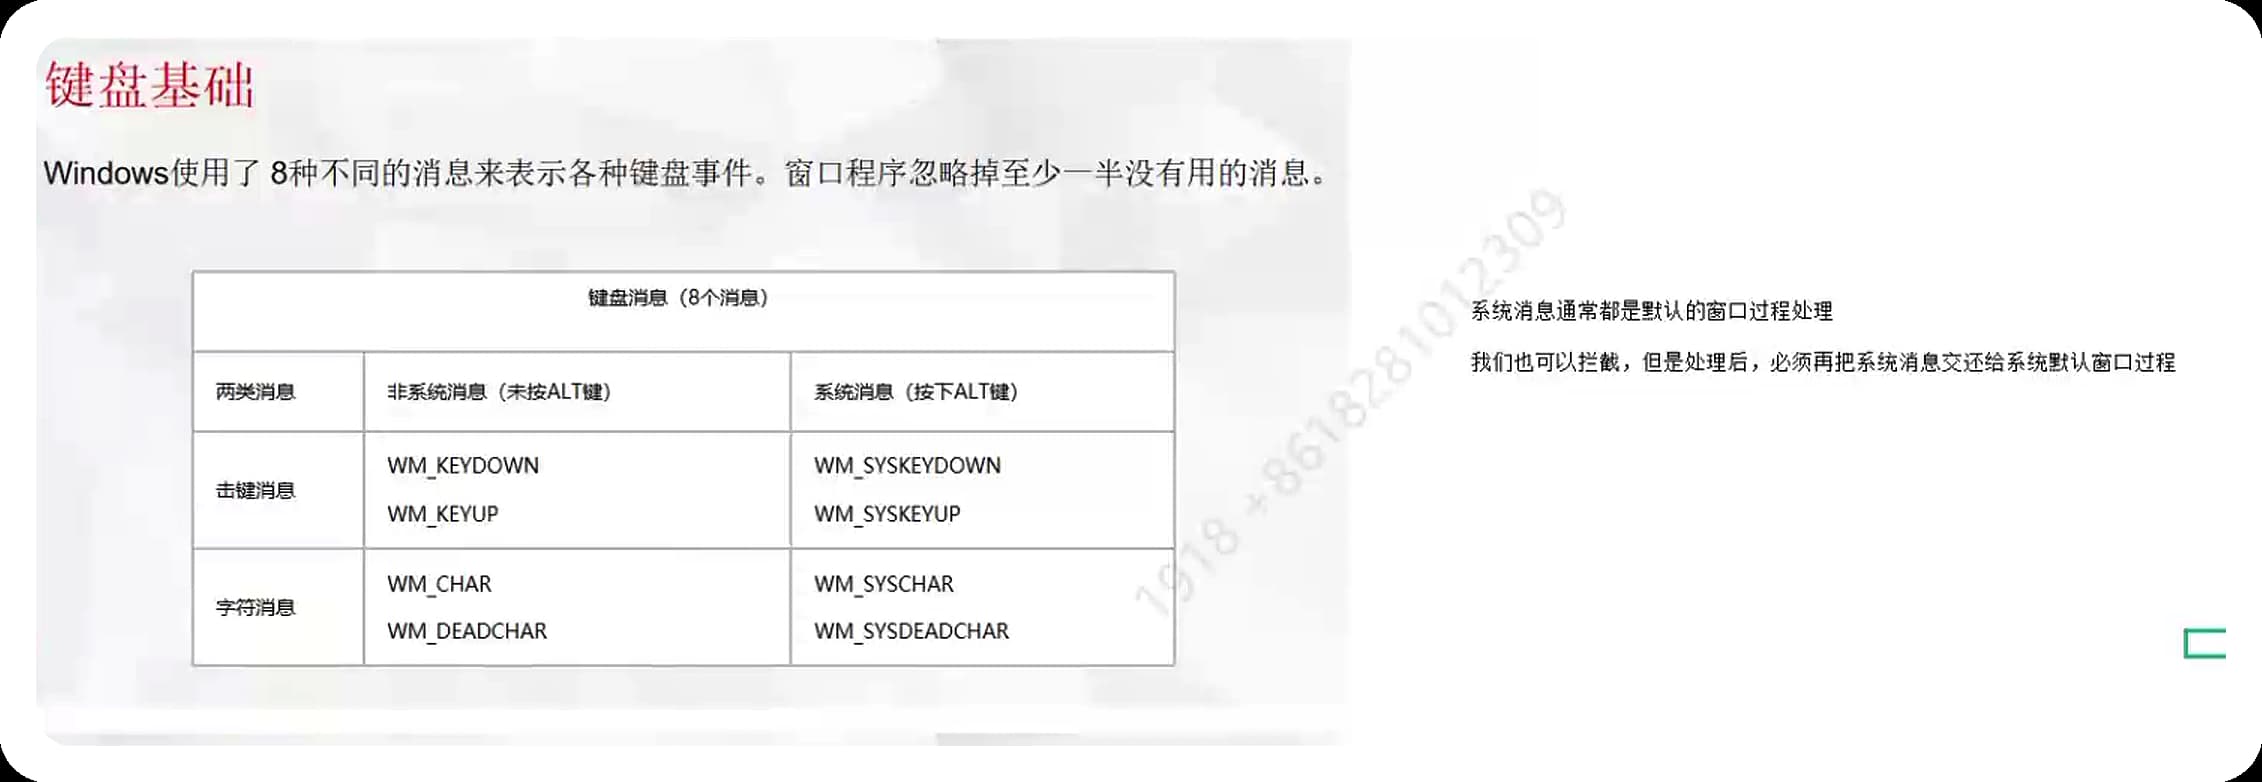 键盘基础
Windows使用了 8种不同的消息来表示各种键盘事件。窗口程序忽略掉至少一半没有用的消息。
键盘消息（8个消息）
两类消息
非系统消息（未按ALT键）
系统消息（按下ALT键）
击键消息
WM_KEYDOWN
WM_KEYUP
WM_SYSKEYDOWN
WM_SYSKEYUP
字符消息
WM_CHAR
WM_DEADCHAR
WM_SYSCHAR
WM_SYSDEADCHAR
系统消息通常都是默认的窗口过程处理
我们也可以拦截，但是处理后，必须再把系统消息交还给系统默认窗口过程
1918 +8618281012309